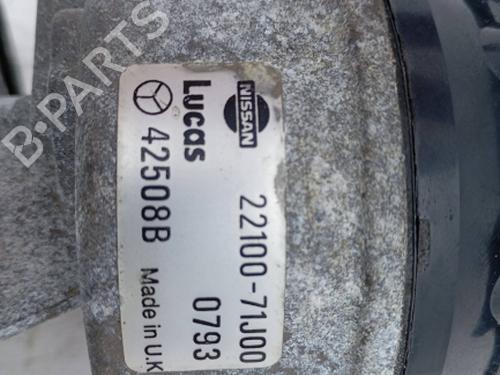 NISSAN
22100-71J00
Lucas
0793
42508B
Made in U.K
B-PARTS